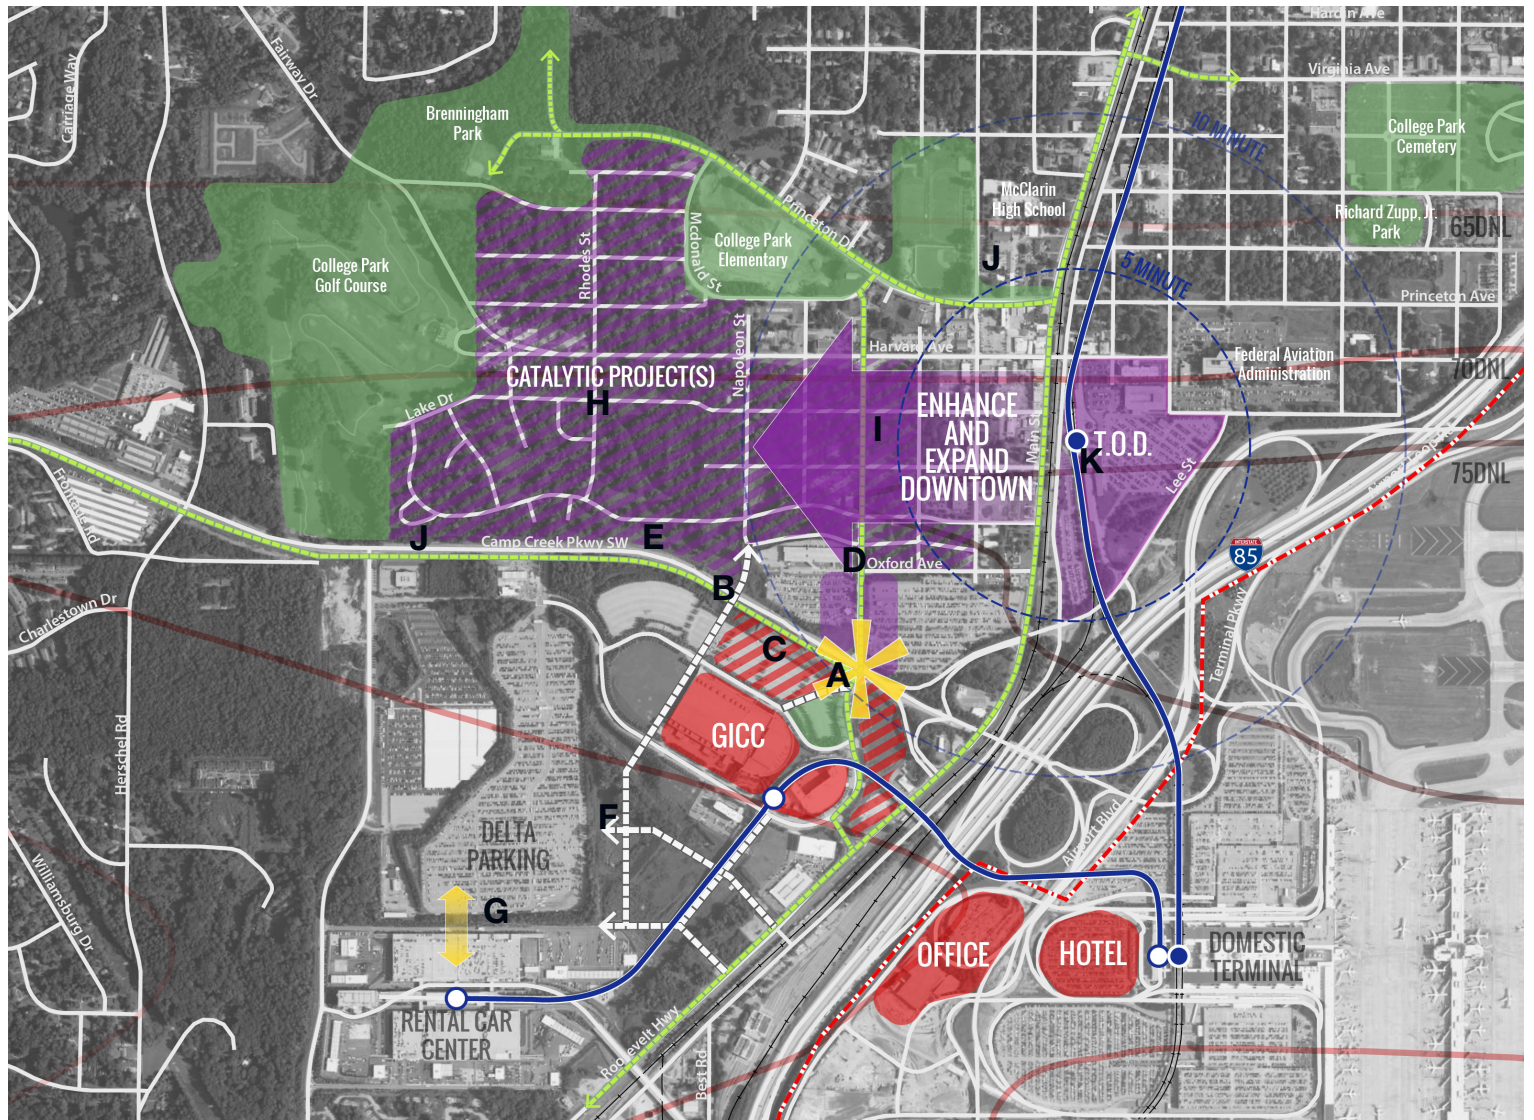 Hardin Ave
Fairway Dr
Carriage Way
Virginia Ave
Brenningham
Park
10 MINUTE
College Park
Cemetery
McClarin
High School
Princeton Dr
Richard Zupp, Jr.
Park
65DNL
Mcdonald St
College Park
Elementary
Rhodes St
College Park
Golf Course
J
5 MINUTE
Princeton Ave
Napoleon St
Harvard Ave
Federal Aviation
Administration
70DNL
CATALYTIC PROJECT(S)
H
Lake Dr
ENHANCE
AND
EXPAND
DOWNTOWN
I
Main St
T.O.D.
K
Lee St
75DNL
Frontage Rd
J
Camp Creek Pkwy SW
E
D
Oxford Ave
INTERSTATE
85
B
Charlestown Dr
Terminal Pkwy
C
A
GICC
Herschel Rd
F
DELTA
PARKING
Airport Blvd
Williamsburg Dr
G
OFFICE
HOTEL
DOMESTIC
TERMINAL
RENTAL CAR
CENTER
Roosevelt Hwy
Best Rd